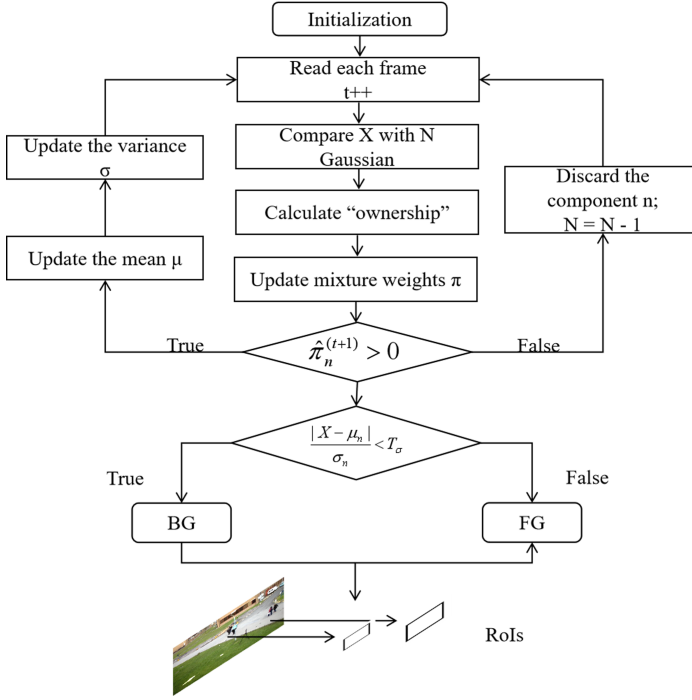 Initialization
Read each frame
t++
Compare X with N
Gaussian
Update the variance
σ
Calculate “ownership”
Discard the
component n;
N = N - 1
Update the mean μ
Update mixture weights π
True
π̂ₙ⁽ᵗ⁺¹⁾ > 0
False
|X − μₙ| / σₙ < T_σ
True
False
BG
FG
RoIs